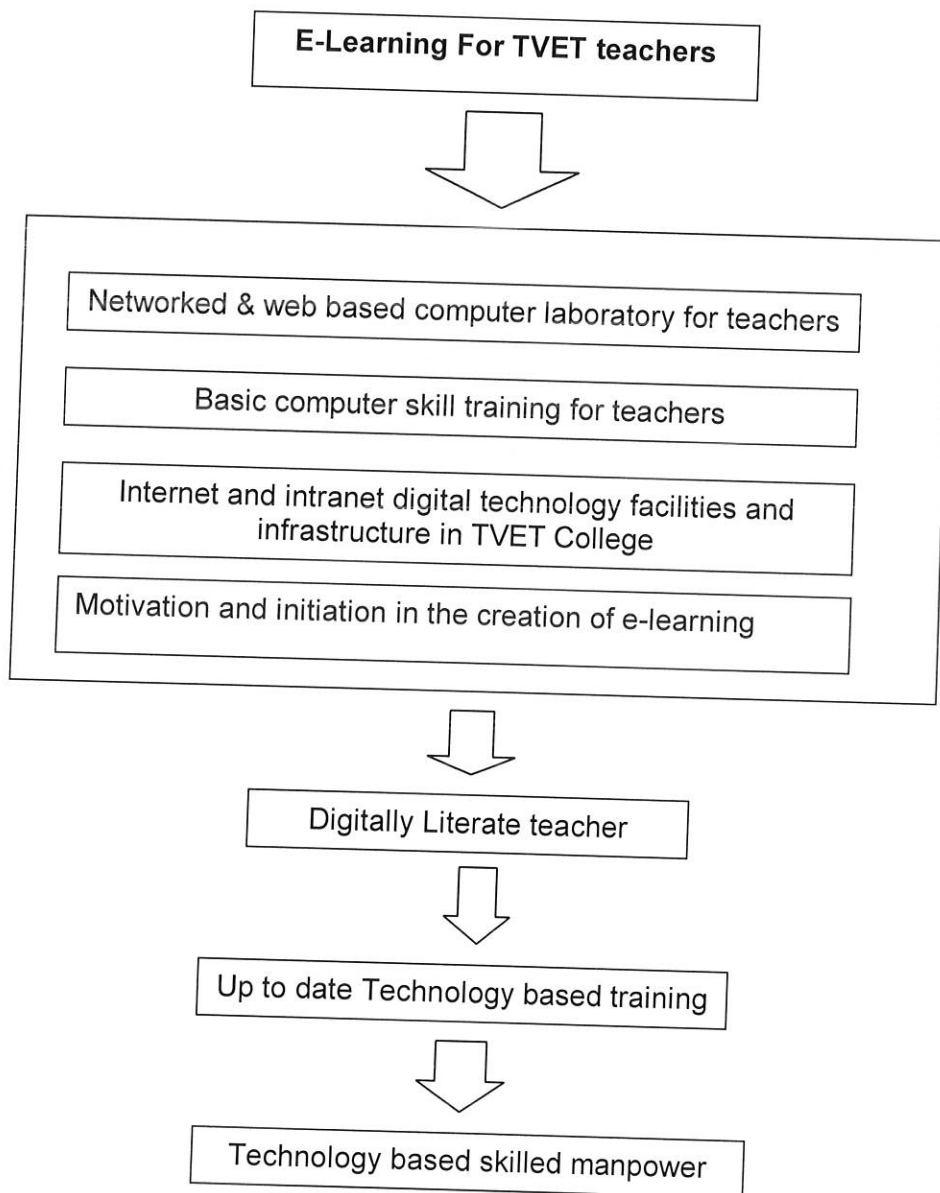 E-Learning For TVET teachers
Networked & web based computer laboratory for teachers
Basic computer skill training for teachers
Internet and intranet digital technology facilities and
infrastructure in TVET College
Motivation and initiation in the creation of e-learning
Digitally Literate teacher
Up to date Technology based training
Technology based skilled manpower